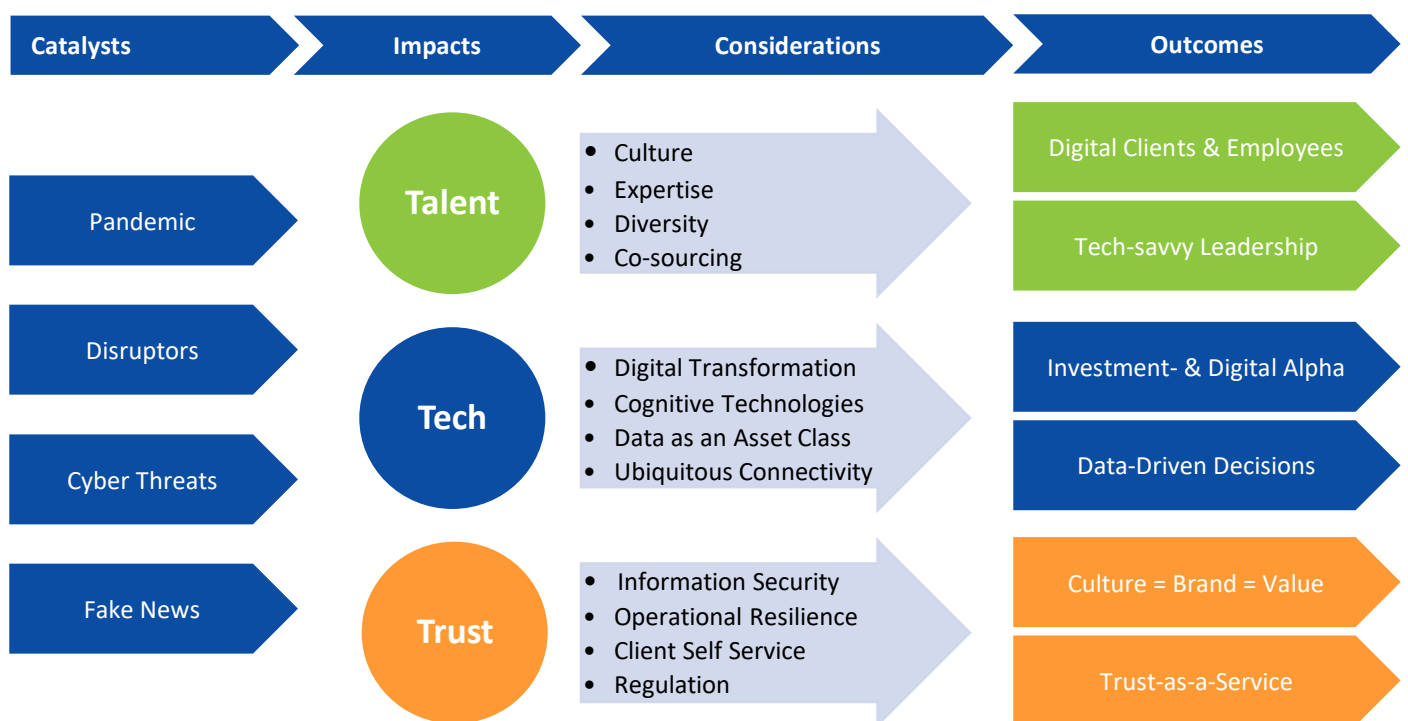 Catalysts
Impacts
Considerations
Outcomes
Pandemic
Disruptors
Cyber Threats
Fake News
Talent
• Culture
• Expertise
• Diversity
• Co-sourcing
Digital Clients & Employees
Tech-savvy Leadership
Tech
• Digital Transformation
• Cognitive Technologies
• Data as an Asset Class
• Ubiquitous Connectivity
Investment- & Digital Alpha
Data-Driven Decisions
Trust
• Information Security
• Operational Resilience
• Client Self Service
• Regulation
Culture = Brand = Value
Trust-as-a-Service